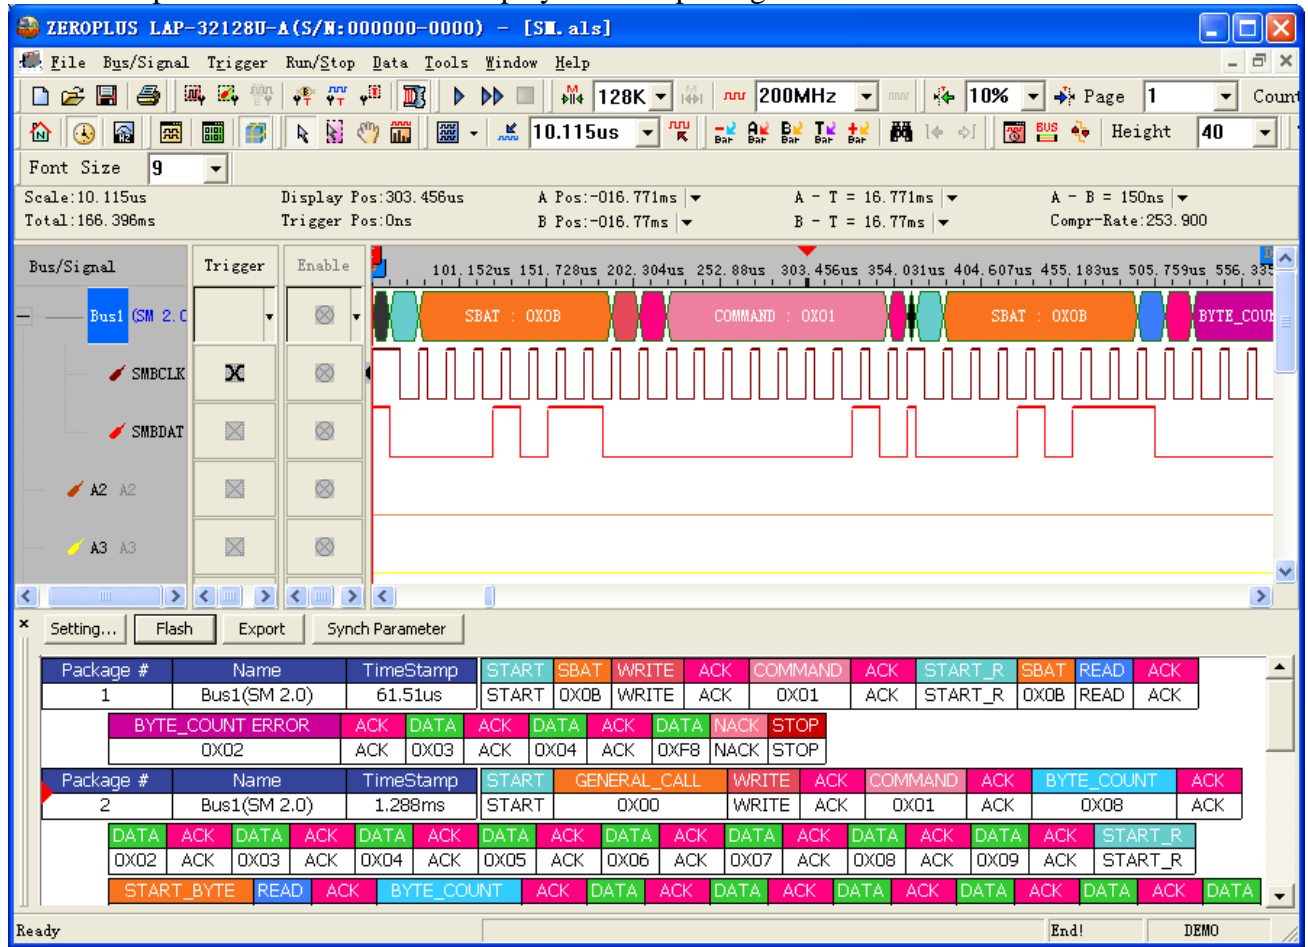 ZEROPLUS LAP-32128U-A(S/N:000000-0000) - [SM.als]
File Bus/Signal Trigger Run/Stop Data Tools Window Help
128K 200MHz 10% Page 1 Count
10.115us Bar Bar Bar Bar Bar BUS Height 40
Font Size 9
Scale:10.115us Display Pos:303.456us A Pos:-016.771ms A - T = 16.771ms A - B = 150ns
Total:166.396ms Trigger Pos:0ns B Pos:-016.77ms B - T = 16.77ms Compr-Rate:253.900
Bus/Signal Trigger Enable 101.152us 151.728us 202.304us 252.88us 303.456us 354.031us 404.607us 455.183us 505.759us 556.335
Bus1 (SM 2.0 SBAT : 0X0B COMMAND : 0X01 SBAT : 0X0B BYTE_COUN
SMBCLK
SMBDAT
A2 A2
A3 A3
Setting... Flash Export Synch Parameter
Package # Name TimeStamp START SBAT WRITE ACK COMMAND ACK START_R SBAT READ ACK
1 Bus1(SM 2.0) 61.51us START 0X0B WRITE ACK 0X01 ACK START_R 0X0B READ ACK
BYTE_COUNT ERROR ACK DATA ACK DATA ACK DATA NACK STOP
0X02 ACK 0X03 ACK 0X04 ACK 0XF8 NACK STOP
Package # Name TimeStamp START GENERAL_CALL WRITE ACK COMMAND ACK BYTE_COUNT ACK
2 Bus1(SM 2.0) 1.288ms START 0X00 WRITE ACK 0X01 ACK 0X08 ACK
DATA ACK DATA ACK DATA ACK DATA ACK DATA ACK DATA ACK DATA ACK DATA ACK START_R
0X02 ACK 0X03 ACK 0X04 ACK 0X05 ACK 0X06 ACK 0X07 ACK 0X08 ACK 0X09 ACK START_R
START_BYTE READ ACK BYTE_COUNT ACK DATA ACK DATA ACK DATA ACK DATA ACK DATA ACK DATA
Ready End! DEMO